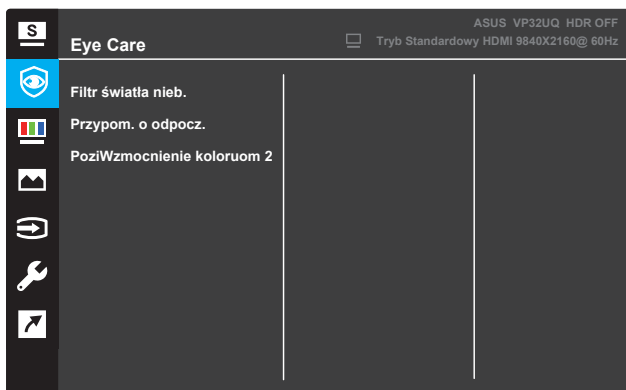 S
ASUS VP32UQ HDR OFF
Eye Care
Tryb Standardowy HDMI 9840X2160@ 60Hz
Filtr światła nieb.
Przypom. o odpocz.
PoziWzmocnienie koloruom 2